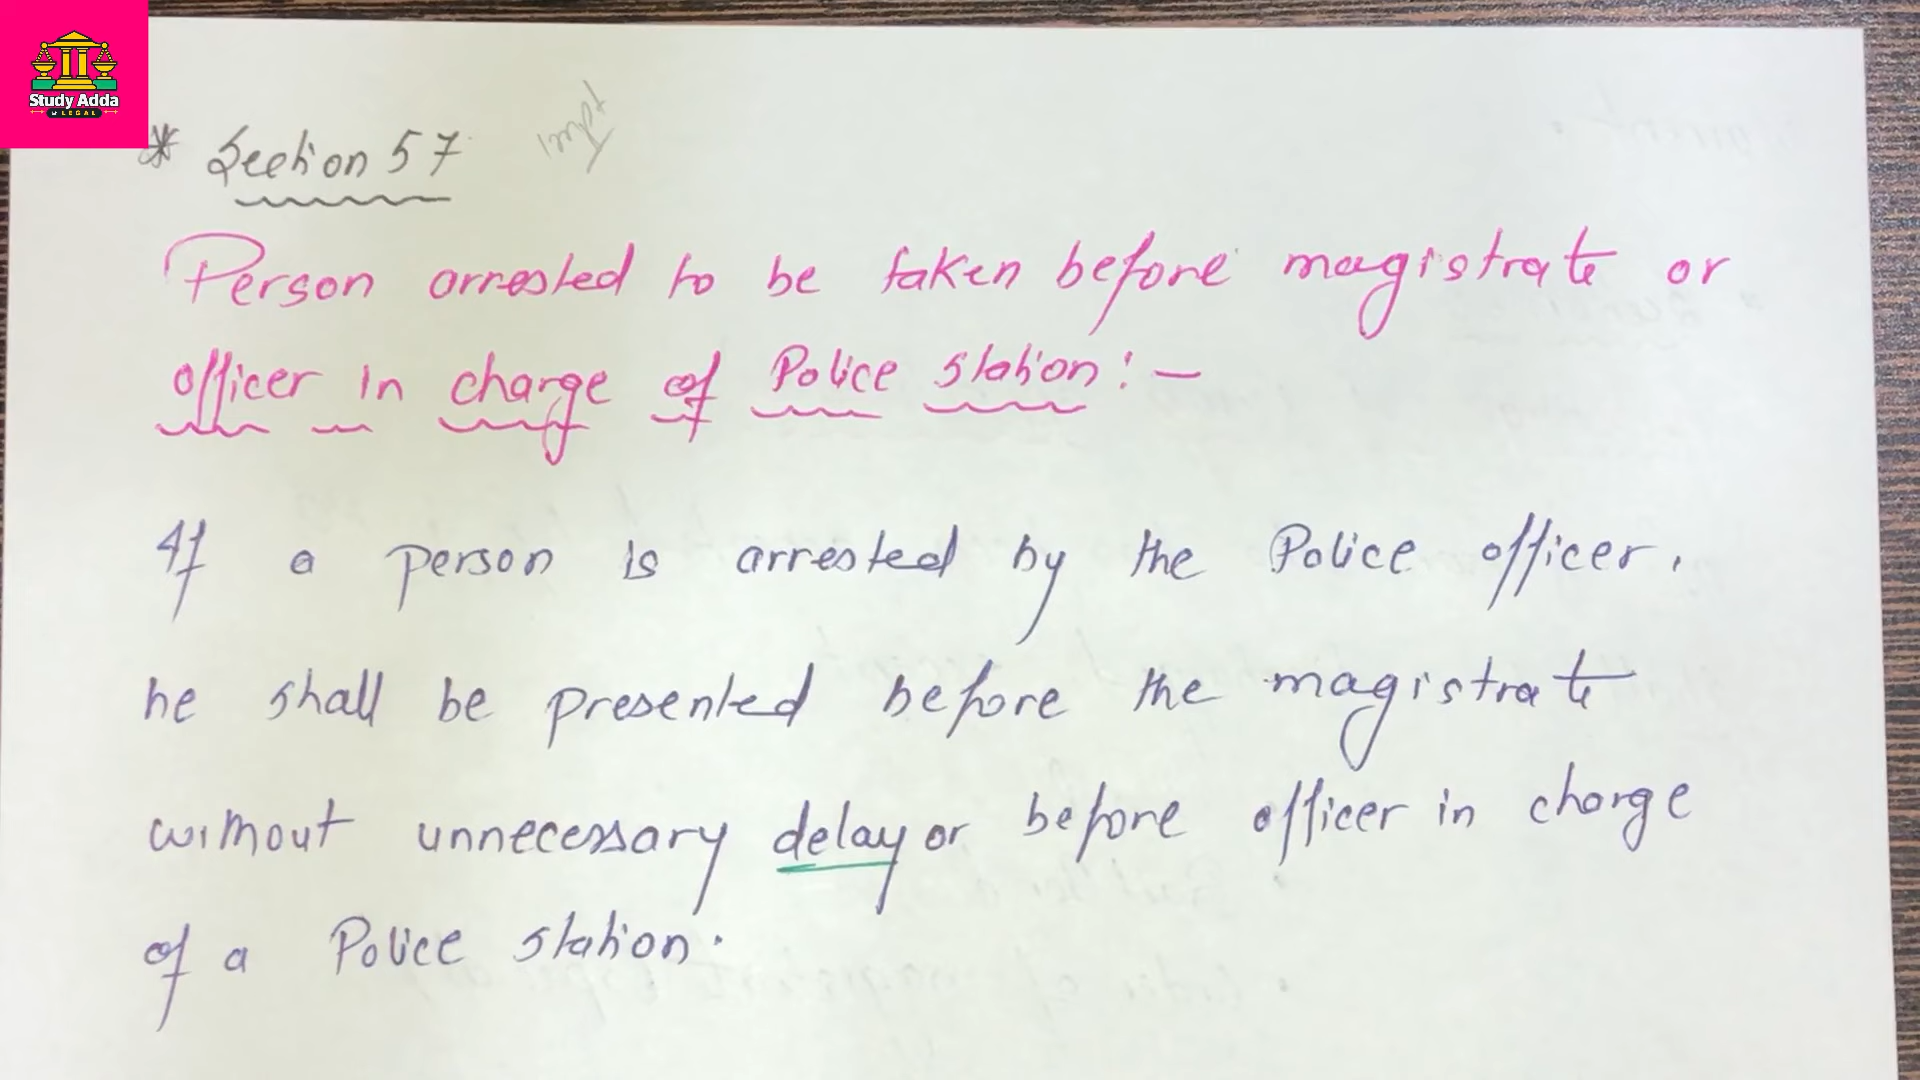 Study Adda
LEGAL
* Section 57 Impt
Person arrested to be taken before magistrate or
officer in charge of Police station :-
If a person is arrested by the Police officer,
he shall be presented before the magistrate
without unnecessary delay or before officer in charge
of a Police station.